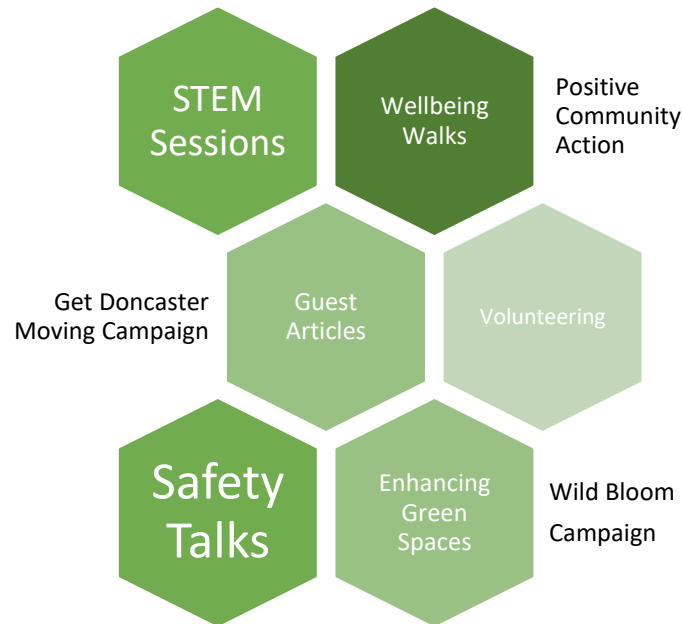 STEM
Sessions
Wellbeing
Walks
Positive
Community
Action
Get Doncaster
Moving Campaign
Guest
Articles
Volunteering
Safety
Talks
Enhancing
Green
Spaces
Wild Bloom
Campaign